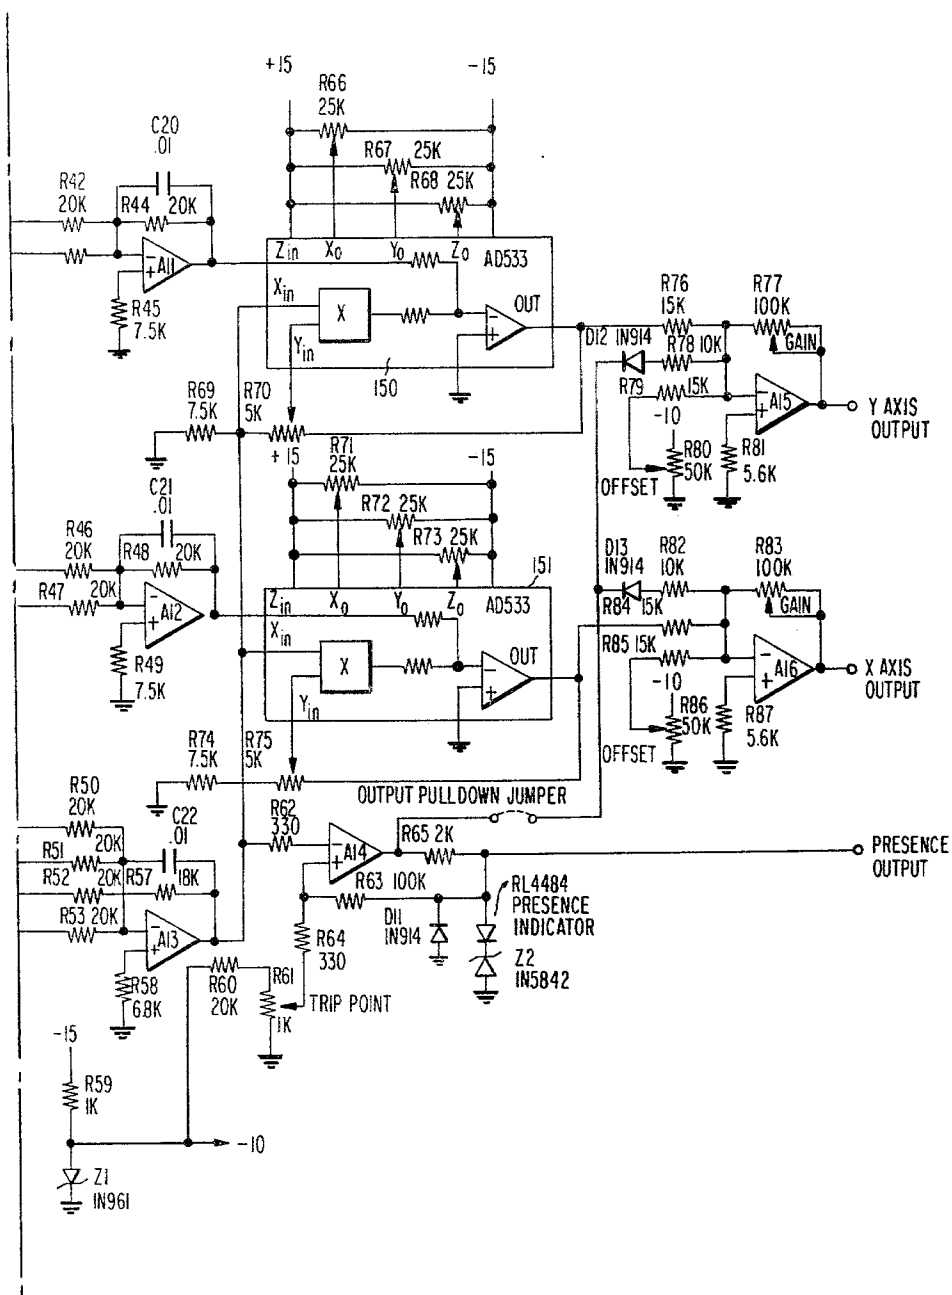 +15
-15
R66
25K
C20
.01
R67
25K
R68 25K
R42
20K
R44
20K
Zin
Xo
Yo
Zo
AD533
A11
Xin
R45
7.5K
X
OUT
Yin
150
R76
15K
R77
100K
D12 IN914
R78 10K
GAIN
R79
15K
A15
Y AXIS
OUTPUT
-10
R80
50K
R81
5.6K
OFFSET
R69
7.5K
R70
5K
+15
R71
25K
-15
C21
.01
R72 25K
R73 25K
R46
20K
R48
20K
R47
20K
151
Zin
Xo
Yo
Zo
AD533
A12
Xin
R49
7.5K
X
OUT
Yin
D13
IN914
R82
10K
R83
100K
R84 15K
GAIN
R85 15K
A16
X AXIS
OUTPUT
-10
R86
50K
R87
5.6K
OFFSET
R74
7.5K
R75
5K
OUTPUT PULLDOWN JUMPER
R50
20K
C22
.01
R62
330
A14
R65 2K
PRESENCE
OUTPUT
R51
20K
R52
20K
R57
18K
R53 20K
A13
R63 100K
RL4484
PRESENCE
INDICATOR
D11
IN914
R64
330
Z2
IN5842
R58
6.8K
R60
20K
R61
1K
TRIP POINT
-15
R59
1K
-10
Z1
IN961